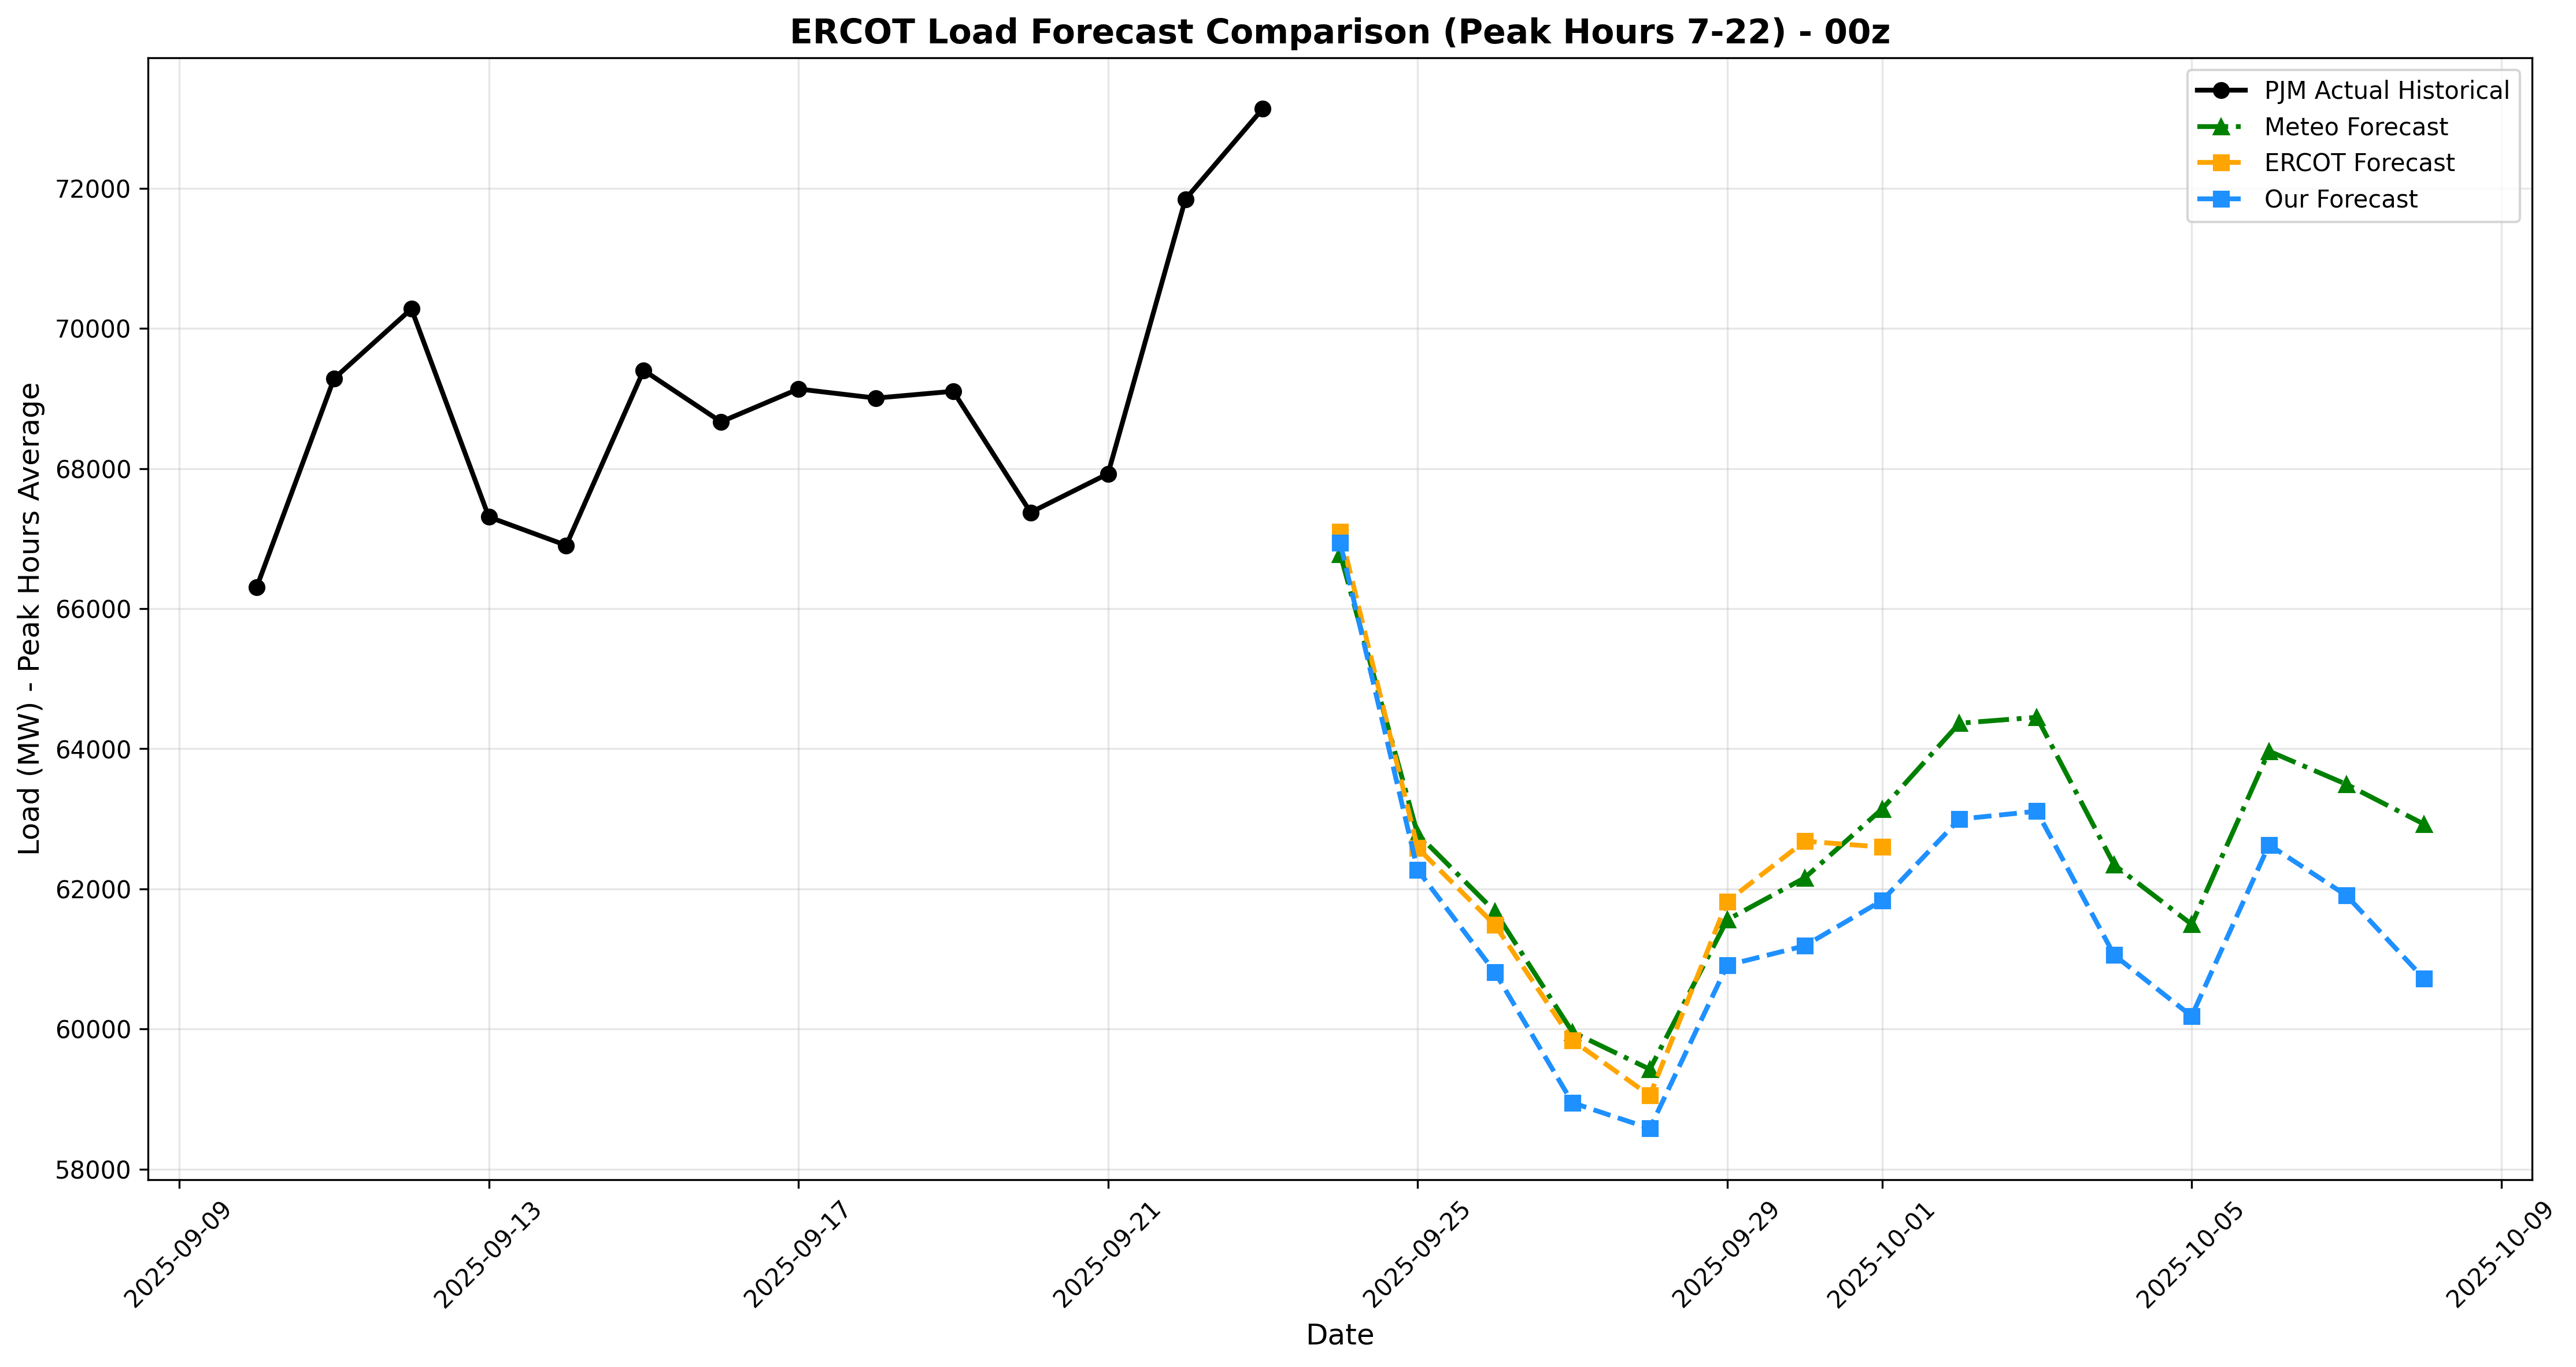 ERCOT Load Forecast Comparison (Peak Hours 7-22) - 00z
PJM Actual Historical
Meteo Forecast
ERCOT Forecast
Our Forecast
Load (MW) - Peak Hours Average
72000
70000
68000
66000
64000
62000
60000
58000
2025-09-09
2025-09-13
2025-09-17
2025-09-21
2025-09-25
2025-09-29
2025-10-01
2025-10-05
2025-10-09
Date